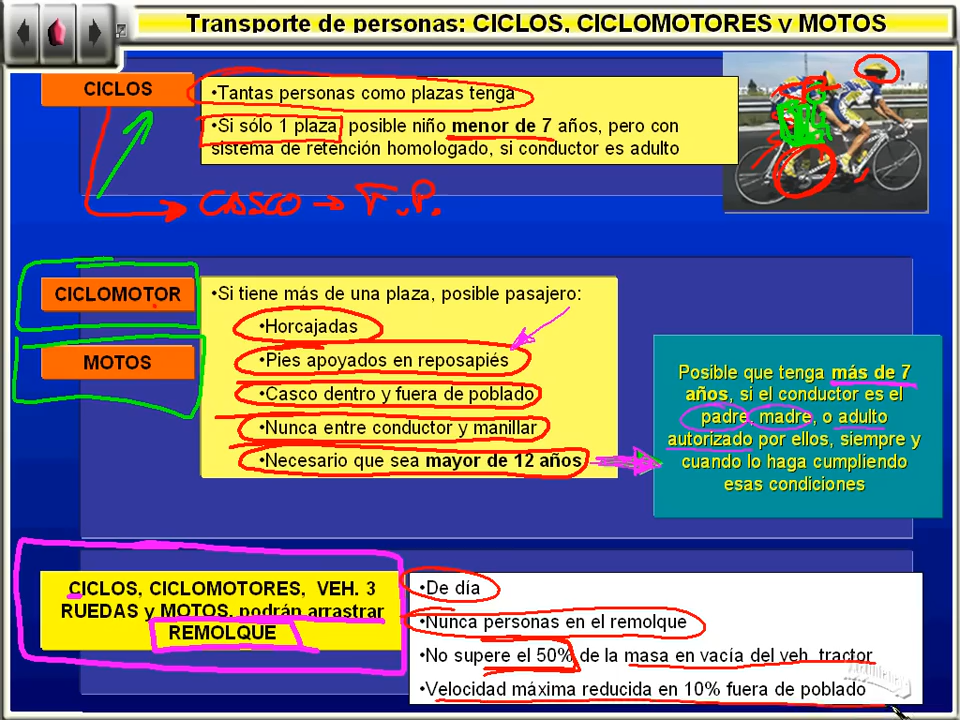 Transporte de personas: CICLOS, CICLOMOTORES y MOTOS
CICLOS
•Tantas personas como plazas tenga
•Si sólo 1 plaza, posible niño menor de 7 años, pero con
sistema de retención homologado, si conductor es adulto
CASCO → F.P.
CICLOMOTOR
MOTOS
•Si tiene más de una plaza, posible pasajero:
•Horcajadas
•Pies apoyados en reposapiés
•Casco dentro y fuera de poblado
•Nunca entre conductor y manillar
•Necesario que sea mayor de 12 años
Posible que tenga más de 7
años, si el conductor es el
padre, madre, o adulto
autorizado por ellos, siempre y
cuando lo haga cumpliendo
esas condiciones
CICLOS, CICLOMOTORES, VEH. 3
RUEDAS y MOTOS, podrán arrastrar
REMOLQUE
•De día
•Nunca personas en el remolque
•No supere el 50% de la masa en vacía del veh. tractor
•Velocidad máxima reducida en 10% fuera de poblado